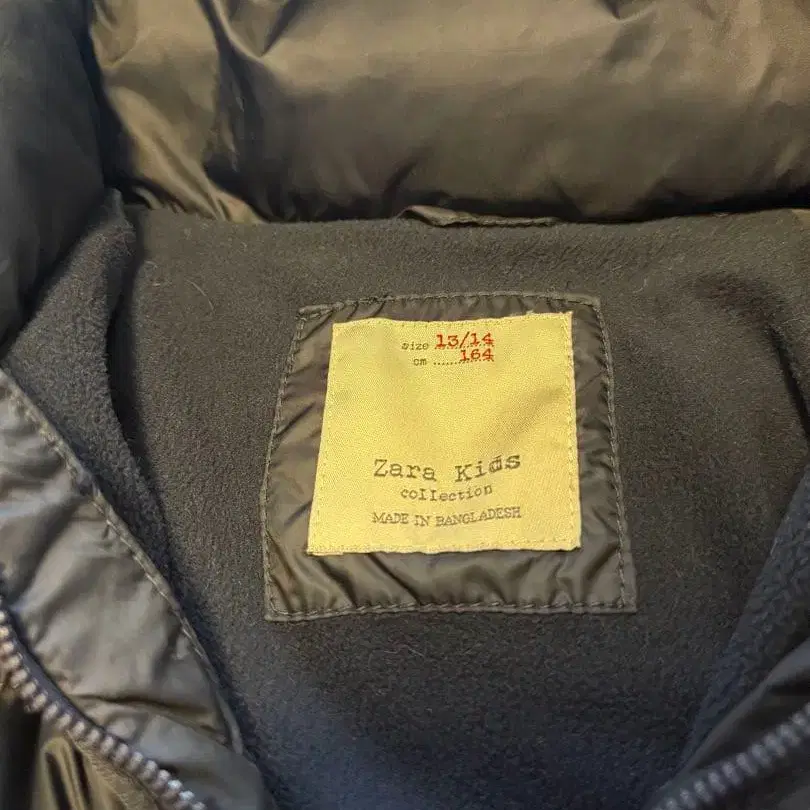 size 13/14
cm ......164
Zara Kids
collection
MADE IN BANGLADESH